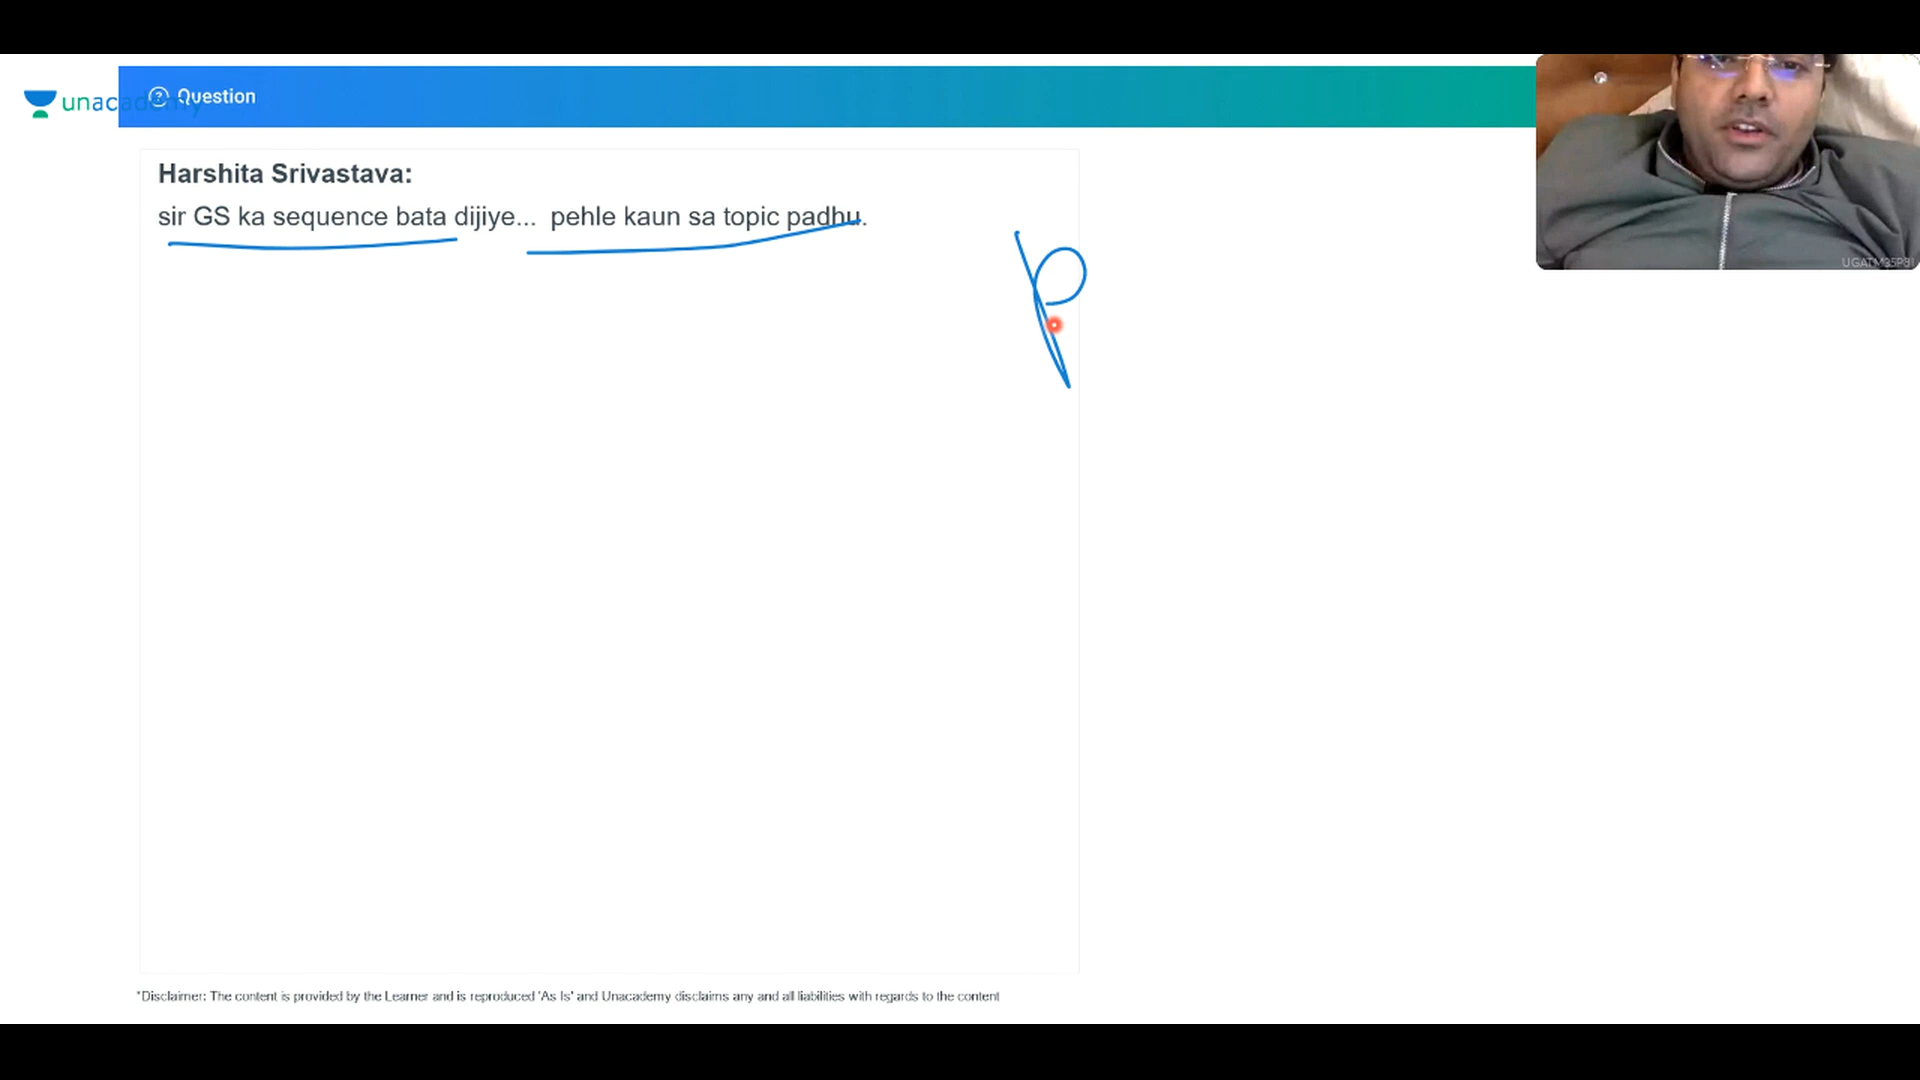 unacademy
Question
Harshita Srivastava:
sir GS ka sequence bata dijiye... pehle kaun sa topic padhu.
p
UGATM35P31
*Disclaimer: The content is provided by the Learner and is reproduced 'As Is' and Unacademy disclaims any and all liabilities with regards to the content